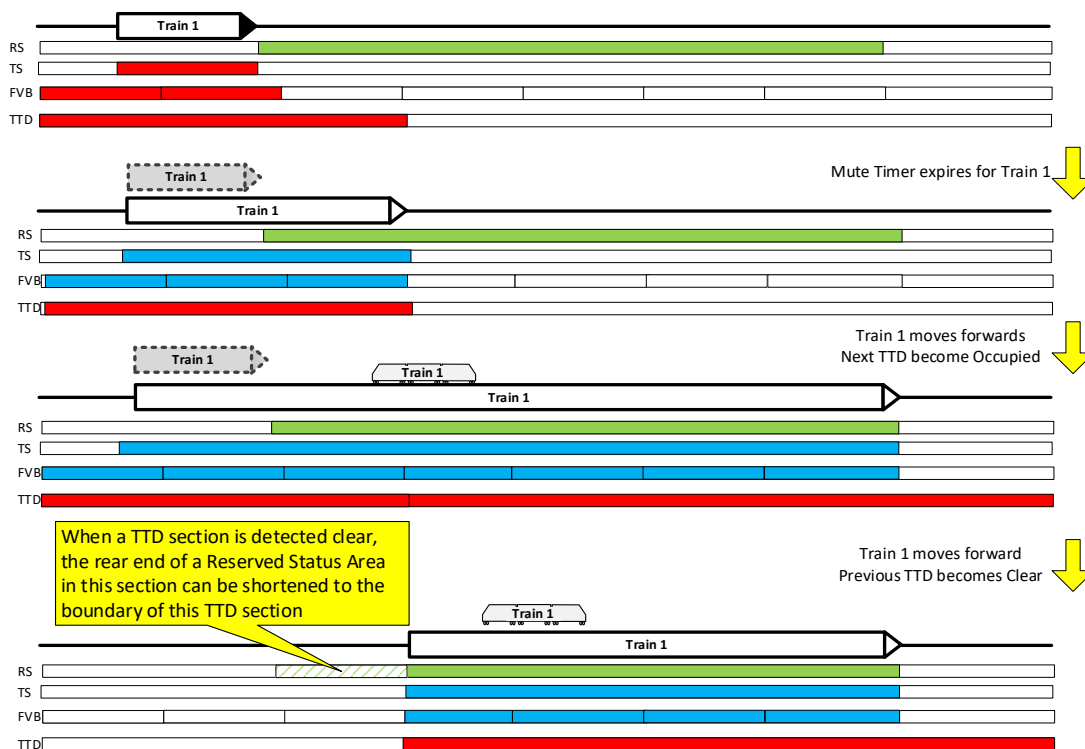 Train 1
RS
TS
FVB
TTD
Mute Timer expires for Train 1
Train 1
Train 1
RS
TS
FVB
TTD
Train 1 moves forwards
Next TTD become Occupied
Train 1
Train 1
Train 1
RS
TS
FVB
TTD
When a TTD section is detected clear,
the rear end of a Reserved Status Area
in this section can be shortened to the
boundary of this TTD section
Train 1 moves forward
Previous TTD becomes Clear
Train 1
Train 1
RS
TS
FVB
TTD